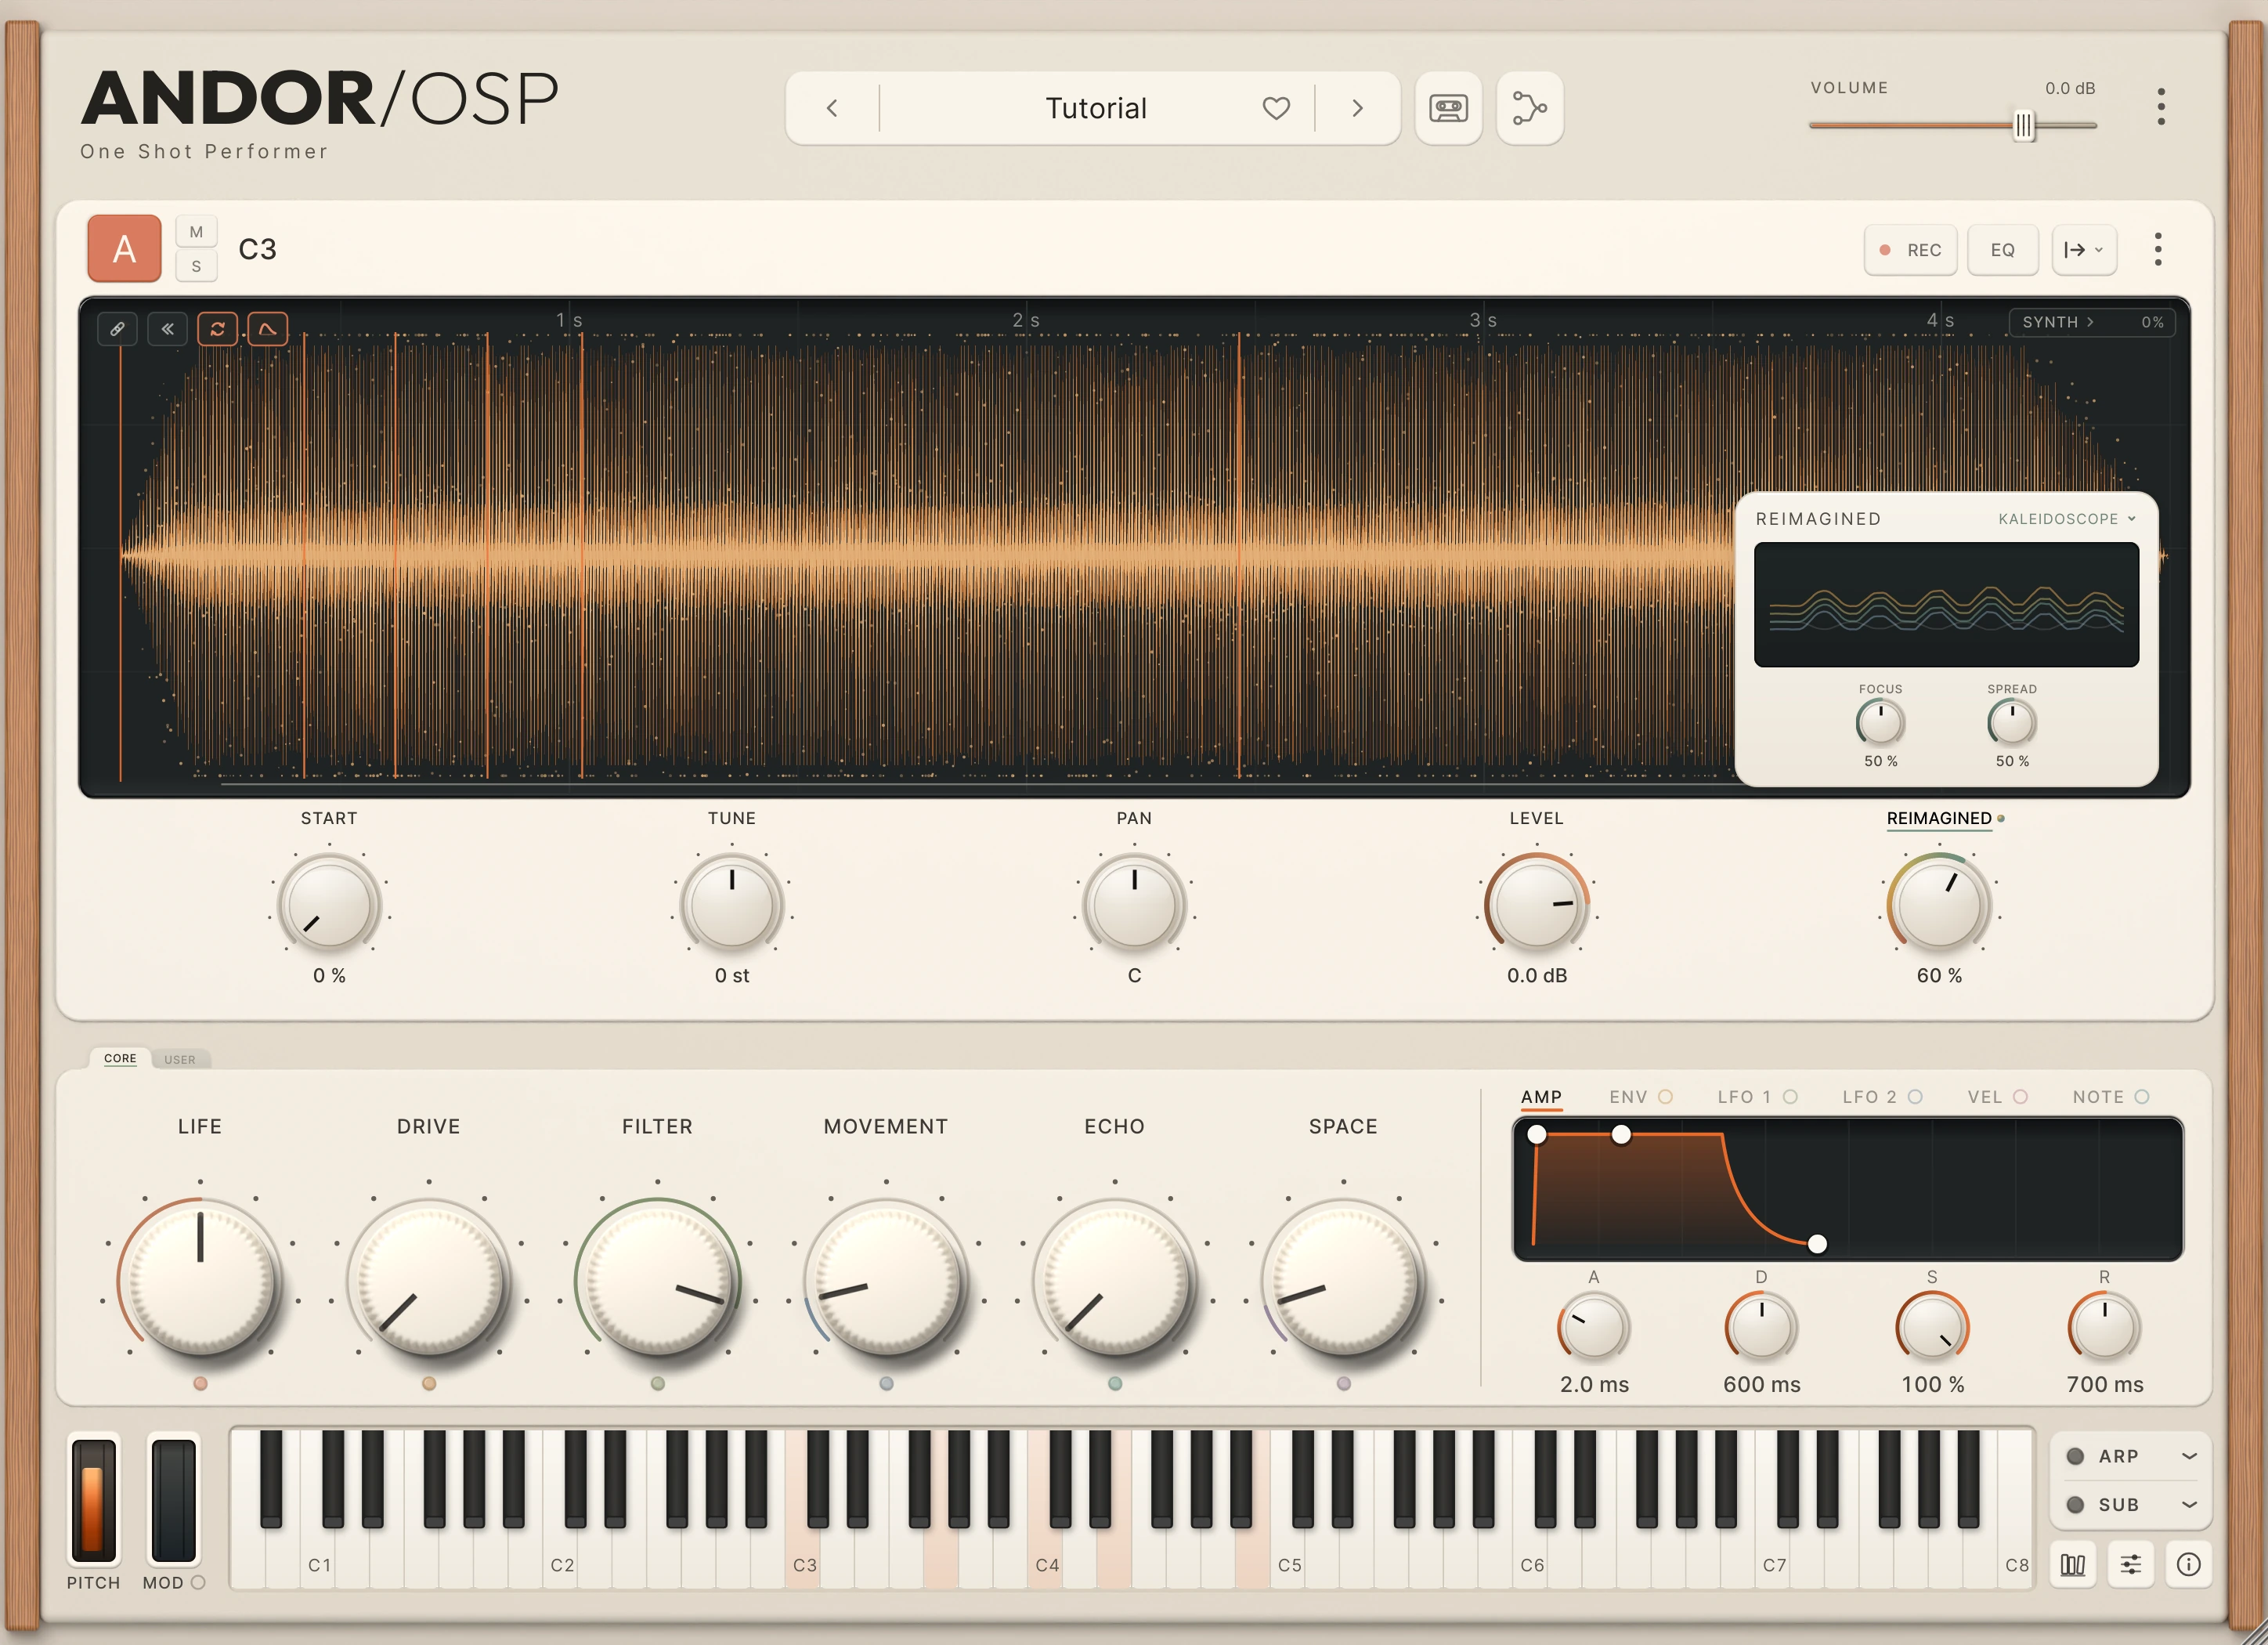 ANDOR/OSP
One Shot Performer
Tutorial
VOLUME 0.0 dB
A
M
S
C3
REC
EQ
1 s
2 s
3 s
4 s
SYNTH 0%
REIMAGINED KALEIDOSCOPE
FOCUS SPREAD
50 % 50 %
START TUNE PAN LEVEL REIMAGINED
0 % 0 st C 0.0 dB 60 %
CORE USER
LIFE DRIVE FILTER MOVEMENT ECHO SPACE
AMP ENV LFO 1 LFO 2 VEL NOTE
A D S R
2.0 ms 600 ms 100 % 700 ms
PITCH MOD
C1 C2 C3 C4 C5 C6 C7 C8
ARP
SUB